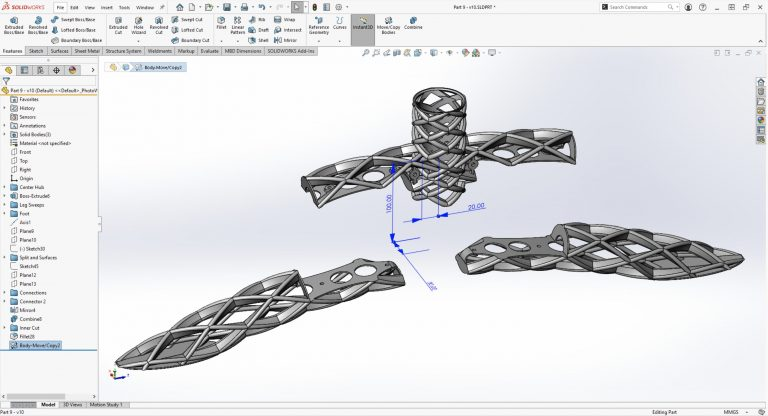 SOLIDWORKS
File
Part 9 - v10.SLDPRT *
Search Commands
Extruded Boss/Base
Revolved Boss/Base
Swept Boss/Base
Lofted Boss/Base
Boundary Boss/Base
Extruded Cut
Hole Wizard
Revolved Cut
Swept Cut
Lofted Cut
Boundary Cut
Fillet
Linear Pattern
Rib
Draft
Shell
Wrap
Intersect
Mirror
Reference Geometry
Curves
Instant3D
Move/Copy Bodies
Combine
Features
Sketch
Surfaces
Sheet Metal
Structure System
Weldments
Markup
Evaluate
MBD Dimensions
SOLIDWORKS Add-Ins
Body-Move/Copy2
Part 9 - v10 (Default) <<Default>_PhotoW
Favorites
History
Sensors
Annotations
Solid Bodies(3)
Material <not specified>
Front
Top
Right
Origin
Center Hub
Boss-Extrude6
Leg Sweeps
Foot
Axis1
Plane9
Plane10
(-) Sketch30
Split and Surfaces
Sketch45
Plane12
Plane13
Connections
Connector 2
Mirror4
Combine8
Inner Cut
Fillet28
Body-Move/Copy2
100.00
20.00
Model
3D Views
Motion Study 1
Part 9 - v10
Editing Part
MMGS